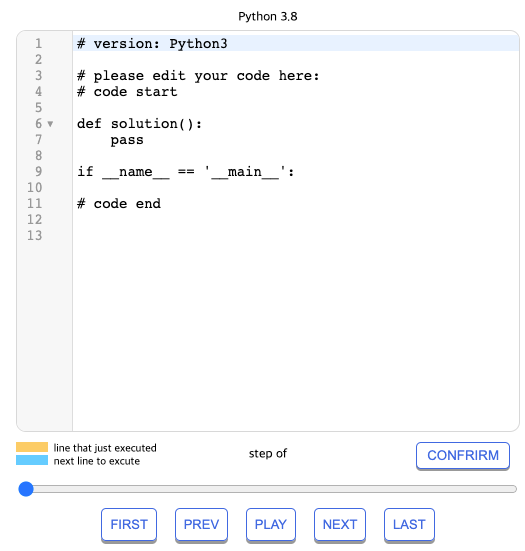 Python 3.8
1 # version: Python3
2
3 # please edit your code here:
4 # code start
5
6 def solution():
7     pass
8
9 if __name__ == '__main__':
10
11 # code end
12
13
line that just executed
next line to excute
step of
CONFRIRM
FIRST PREV PLAY NEXT LAST